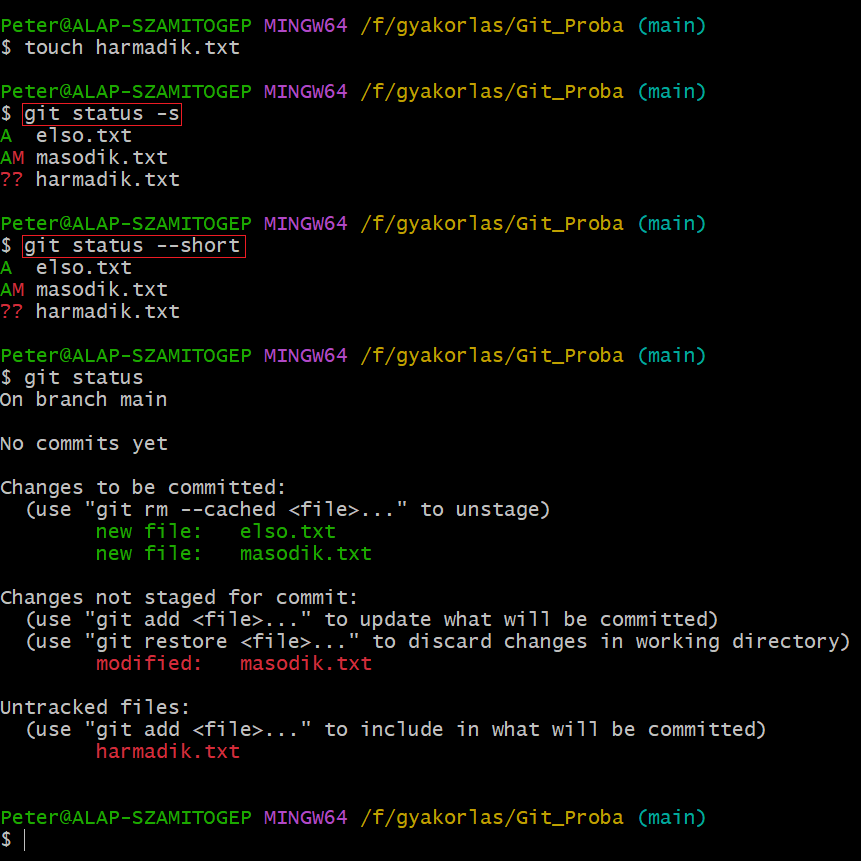 Peter@ALAP-SZAMITOGEP MINGW64 /f/gyakorlas/Git_Proba (main)
$ touch harmadik.txt
Peter@ALAP-SZAMITOGEP MINGW64 /f/gyakorlas/Git_Proba (main)
$ git status -s
A  elso.txt
AM masodik.txt
?? harmadik.txt
Peter@ALAP-SZAMITOGEP MINGW64 /f/gyakorlas/Git_Proba (main)
$ git status --short
A  elso.txt
AM masodik.txt
?? harmadik.txt
Peter@ALAP-SZAMITOGEP MINGW64 /f/gyakorlas/Git_Proba (main)
$ git status
On branch main
No commits yet
Changes to be committed:
  (use "git rm --cached <file>..." to unstage)
        new file:   elso.txt
        new file:   masodik.txt
Changes not staged for commit:
  (use "git add <file>..." to update what will be committed)
  (use "git restore <file>..." to discard changes in working directory)
        modified:   masodik.txt
Untracked files:
  (use "git add <file>..." to include in what will be committed)
        harmadik.txt
Peter@ALAP-SZAMITOGEP MINGW64 /f/gyakorlas/Git_Proba (main)
$